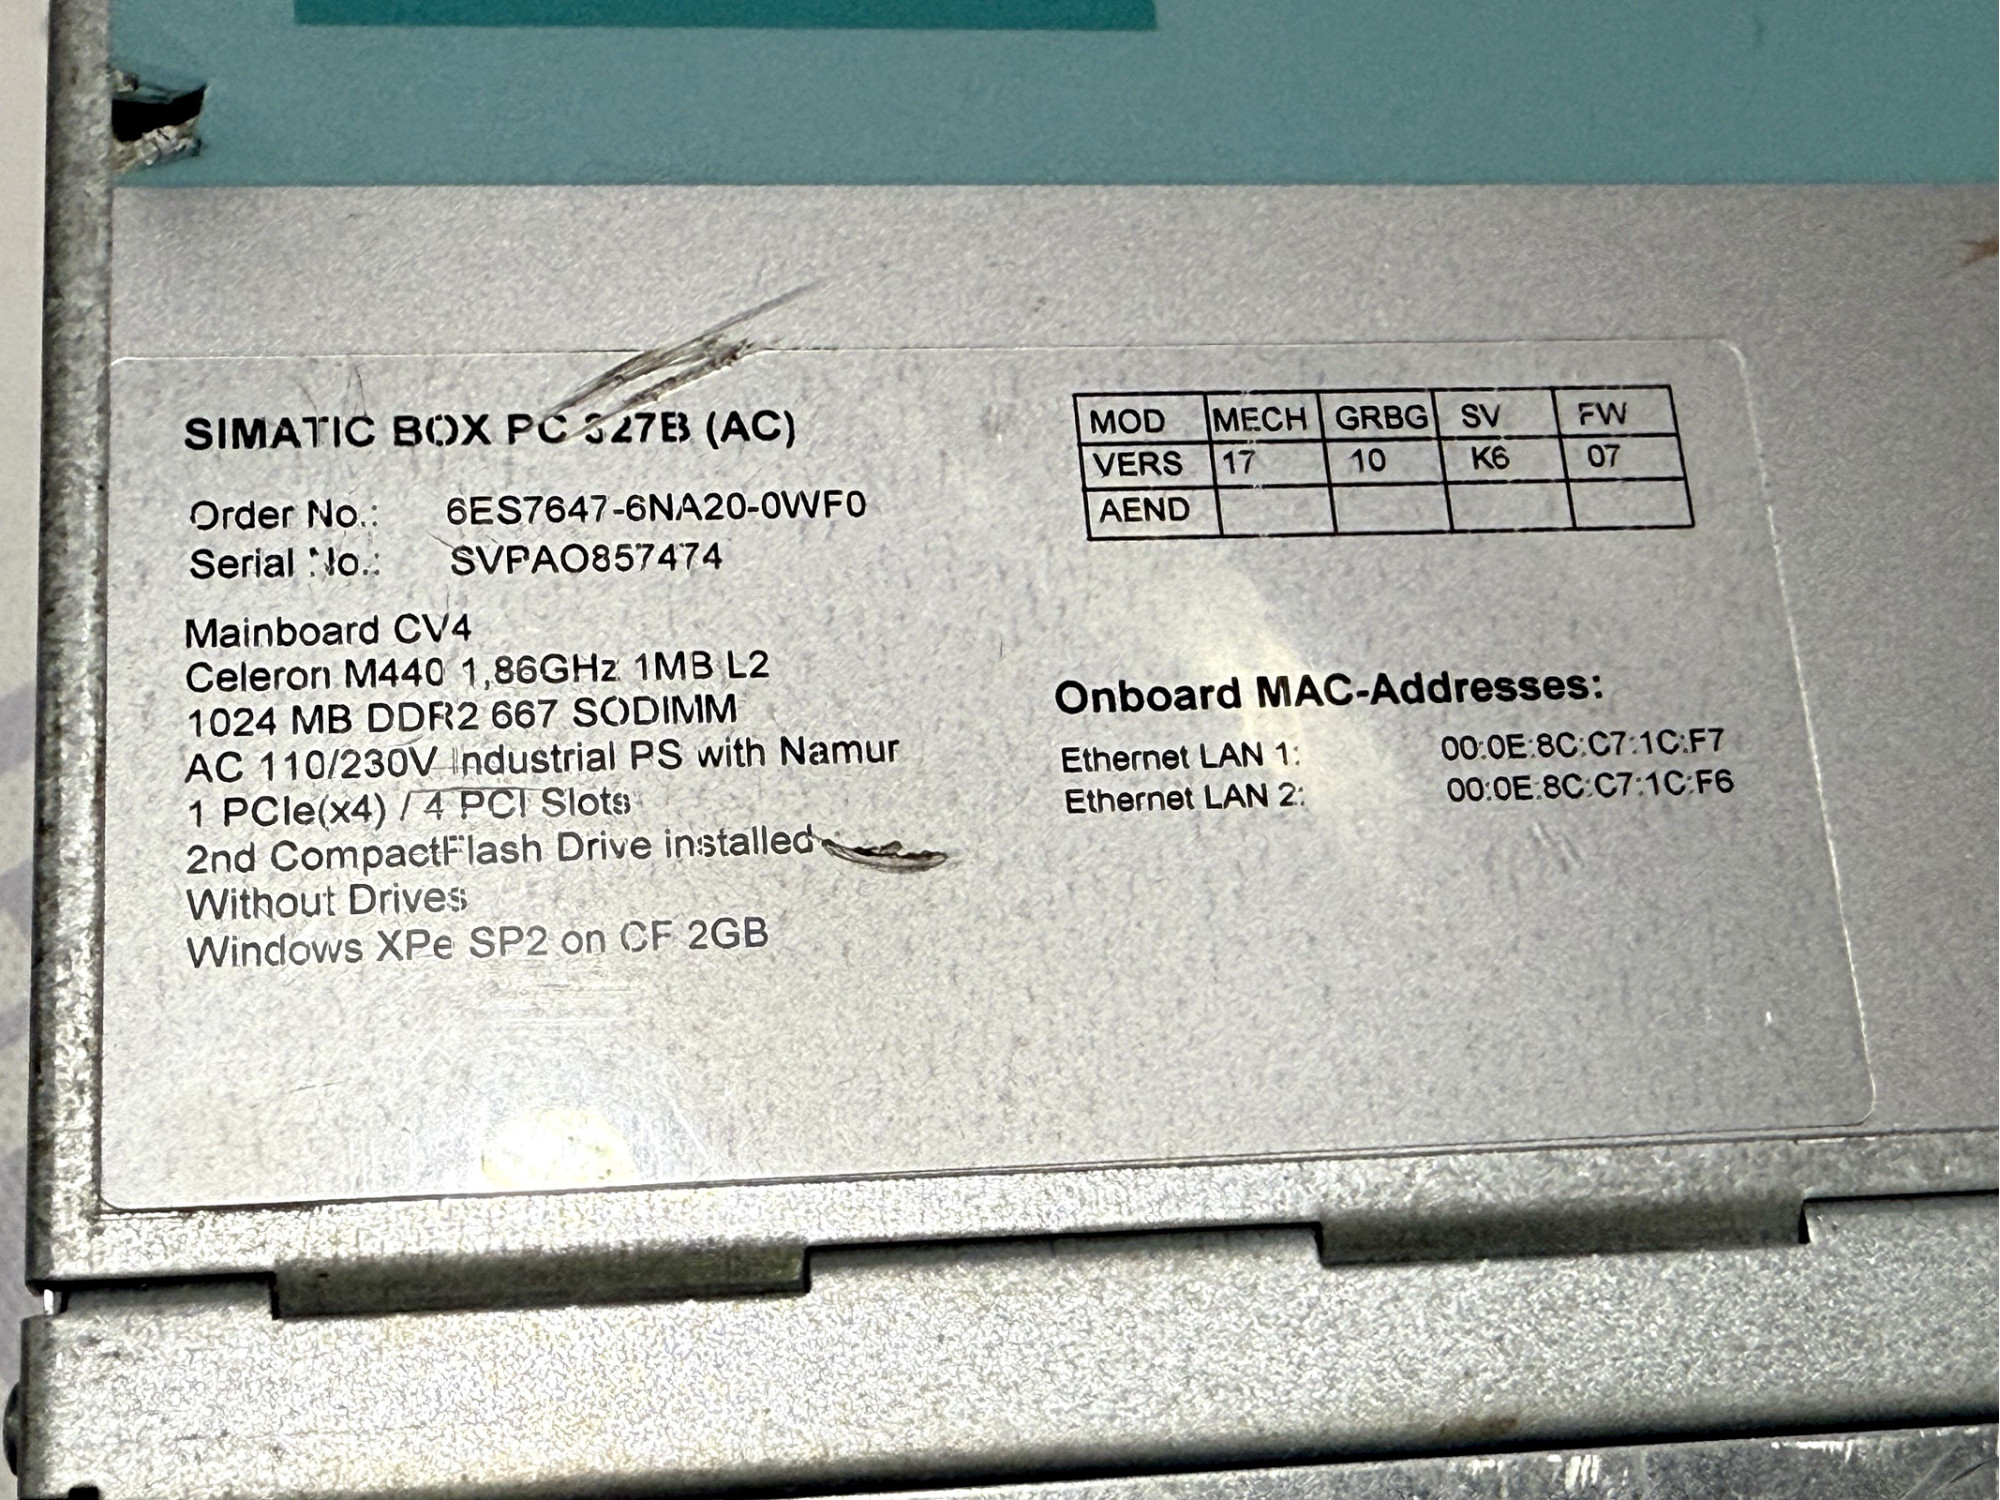 SIMATIC BOX PC 627B (AC)
Order No.: 6ES7647-6NA20-0WF0
Serial No.: SVPAO857474
Mainboard CV4
Celeron M440 1,86GHz 1MB L2
1024 MB DDR2 667 SODIMM
AC 110/230V Industrial PS with Namur
1 PCIe(x4) / 4 PCI Slots
2nd CompactFlash Drive installed
Without Drives
Windows XPe SP2 on CF 2GB
MOD MECH GRBG SV FW
VERS 17 10 K6 07
AEND
Onboard MAC-Addresses:
Ethernet LAN 1: 00:0E:8C:C7:1C:F7
Ethernet LAN 2: 00:0E:8C:C7:1C:F6